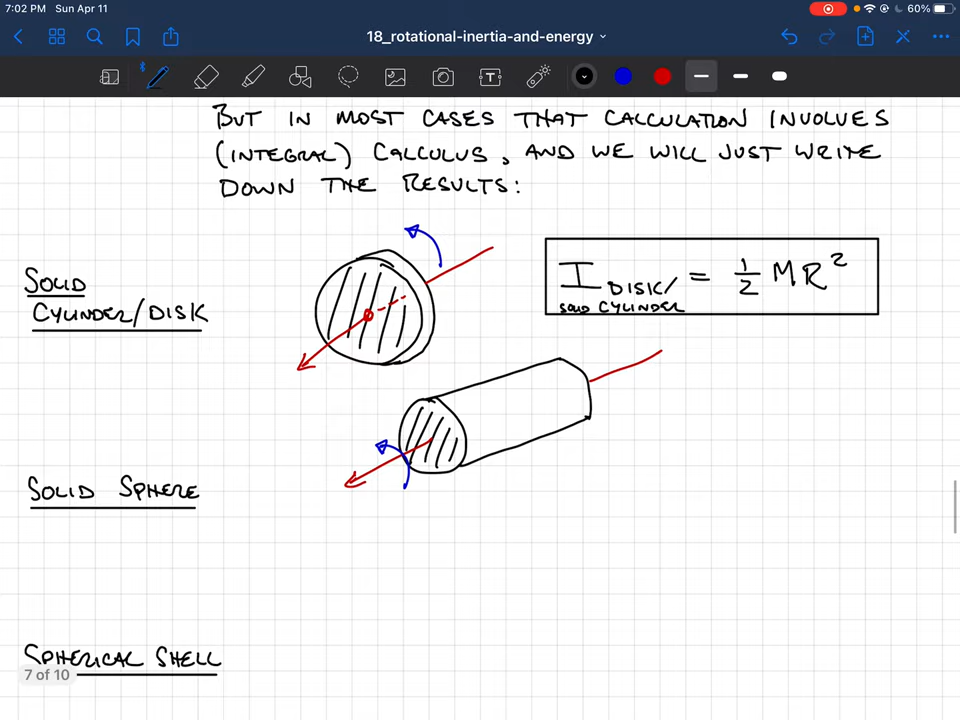 7:02 PM Sun Apr 11
60%
18_rotational-inertia-and-energy
T
BUT IN MOST CASES THAT CALCULATION INVOLVES
(INTEGRAL) CALCULUS, AND WE WILL JUST WRITE
DOWN THE RESULTS:
SOLID
CYLINDER/DISK
I DISK/ SOLID CYLINDER = 1/2 MR²
SOLID SPHERE
SPHERICAL SHELL
7 of 10